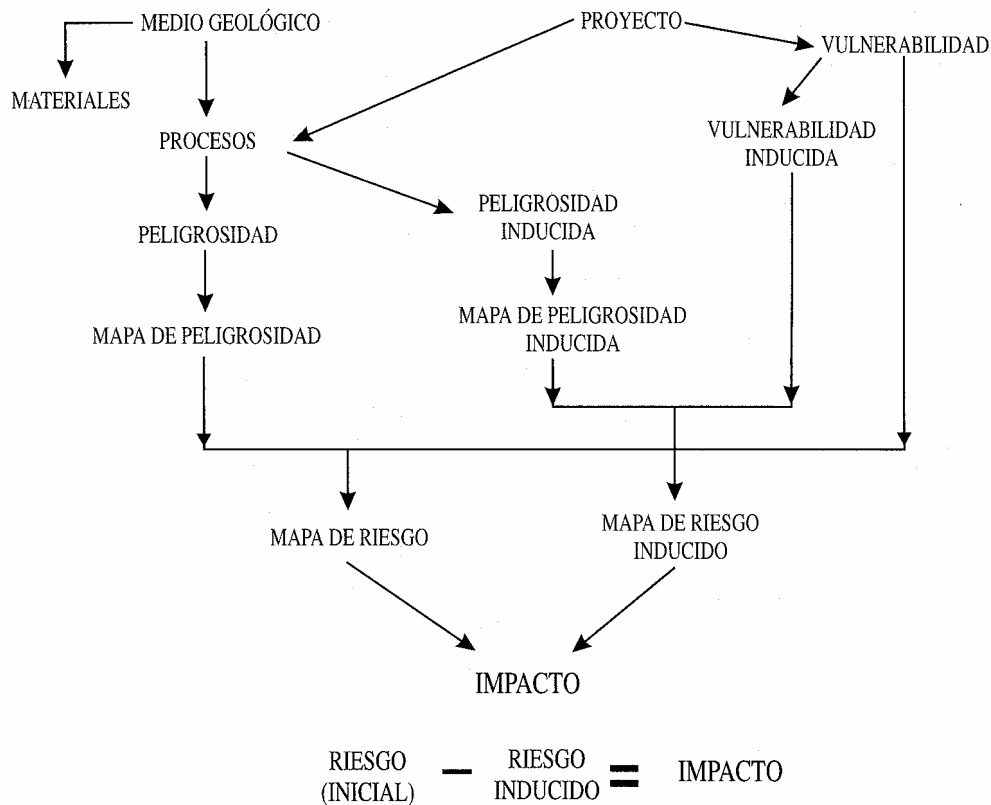 MEDIO GEOLÓGICO
PROYECTO
VULNERABILIDAD
MATERIALES
PROCESOS
VULNERABILIDAD
INDUCIDA
PELIGROSIDAD
INDUCIDA
PELIGROSIDAD
MAPA DE PELIGROSIDAD
MAPA DE PELIGROSIDAD
INDUCIDA
MAPA DE RIESGO
MAPA DE RIESGO
INDUCIDO
IMPACTO
RIESGO
(INICIAL)
—
RIESGO
INDUCIDO
=
IMPACTO